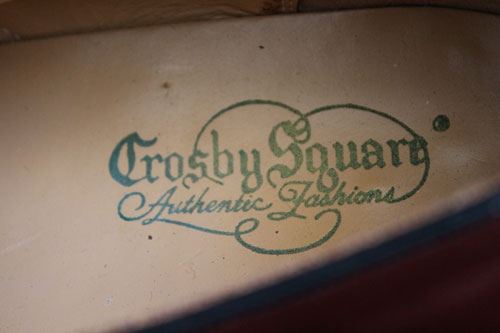 Crosby Square
Authentic Fashions